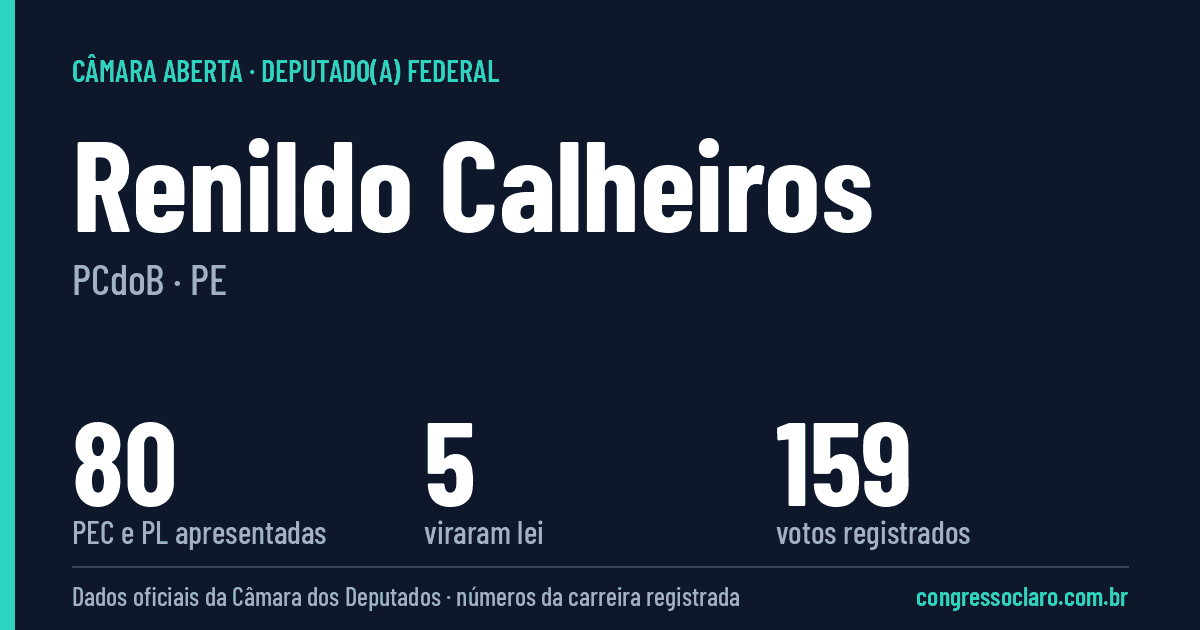 CÂMARA ABERTA · DEPUTADO(A) FEDERAL
Renildo Calheiros
PCdoB · PE
80 5 159
PEC e PL apresentadas viraram lei votos registrados
Dados oficiais da Câmara dos Deputados · números da carreira registrada congressoclaro.com.br